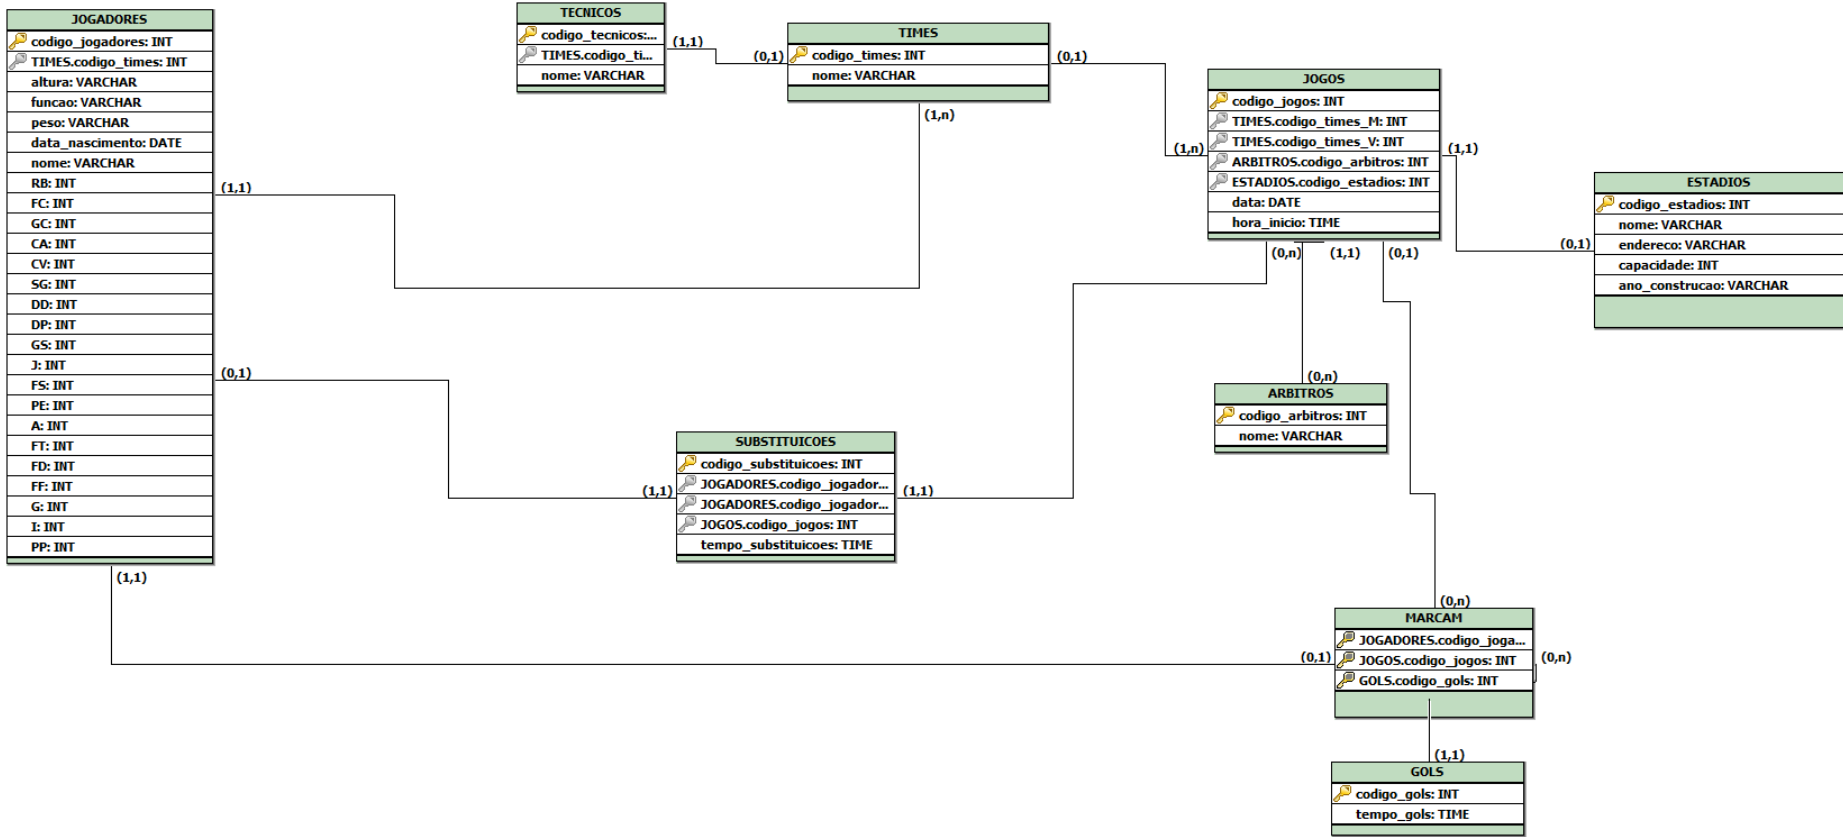 JOGADORES
codigo_jogadores: INT
TIMES.codigo_times: INT
altura: VARCHAR
funcao: VARCHAR
peso: VARCHAR
data_nascimento: DATE
nome: VARCHAR
RB: INT
FC: INT
GC: INT
CA: INT
CV: INT
SG: INT
DD: INT
DP: INT
GS: INT
J: INT
FS: INT
PE: INT
A: INT
FT: INT
FD: INT
FF: INT
G: INT
I: INT
PP: INT
(1,1)
(0,1)
(1,1)
TECNICOS
codigo_tecnicos:...
TIMES.codigo_ti...
nome: VARCHAR
(1,1)
(0,1)
TIMES
codigo_times: INT
nome: VARCHAR
(0,1)
(1,n)
(1,n)
JOGOS
codigo_jogos: INT
TIMES.codigo_times_M: INT
TIMES.codigo_times_V: INT
ARBITROS.codigo_arbitros: INT
ESTADIOS.codigo_estadios: INT
data: DATE
hora_inicio: TIME
(1,1)
(0,n)
(1,1)
(0,1)
(0,1)
ESTADIOS
codigo_estadios: INT
nome: VARCHAR
endereco: VARCHAR
capacidade: INT
ano_construcao: VARCHAR
(0,n)
ARBITROS
codigo_arbitros: INT
nome: VARCHAR
SUBSTITUICOES
codigo_substituicoes: INT
JOGADORES.codigo_jogador...
JOGADORES.codigo_jogador...
JOGOS.codigo_jogos: INT
tempo_substituicoes: TIME
(1,1)
(1,1)
(0,n)
MARCAM
JOGADORES.codigo_joga...
JOGOS.codigo_jogos: INT
GOLS.codigo_gols: INT
(0,1)
(0,n)
(1,1)
GOLS
codigo_gols: INT
tempo_gols: TIME